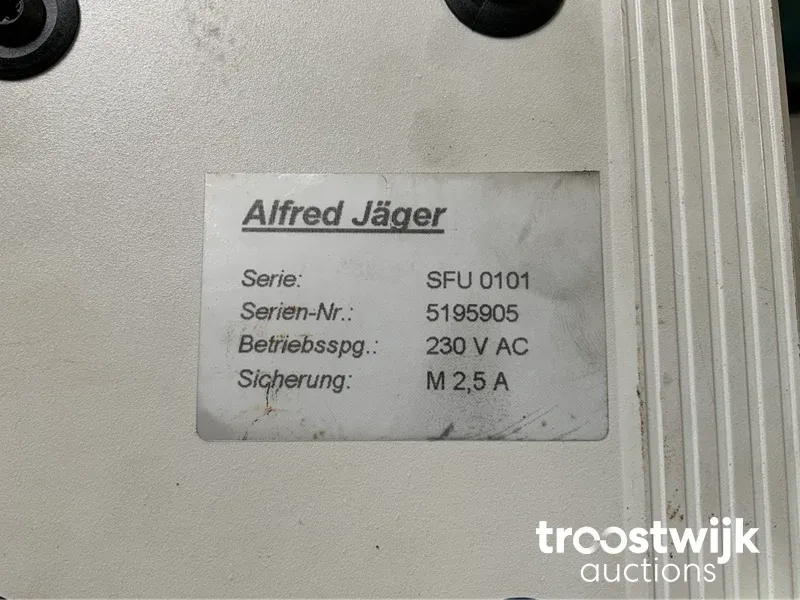 Alfred Jäger
Serie: SFU 0101
Serien-Nr.: 5195905
Betriebsspg.: 230 V AC
Sicherung: M 2,5 A
troostwijk
auctions